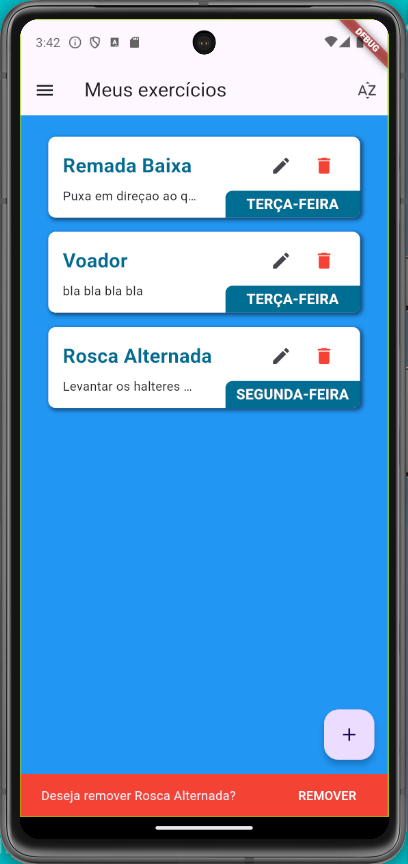 3:42
DEBUG
Meus exercícios
AZ
Remada Baixa
Puxa em direçao ao q...
TERÇA-FEIRA
Voador
bla bla bla bla
TERÇA-FEIRA
Rosca Alternada
Levantar os halteres ...
SEGUNDA-FEIRA
+
Deseja remover Rosca Alternada?
REMOVER